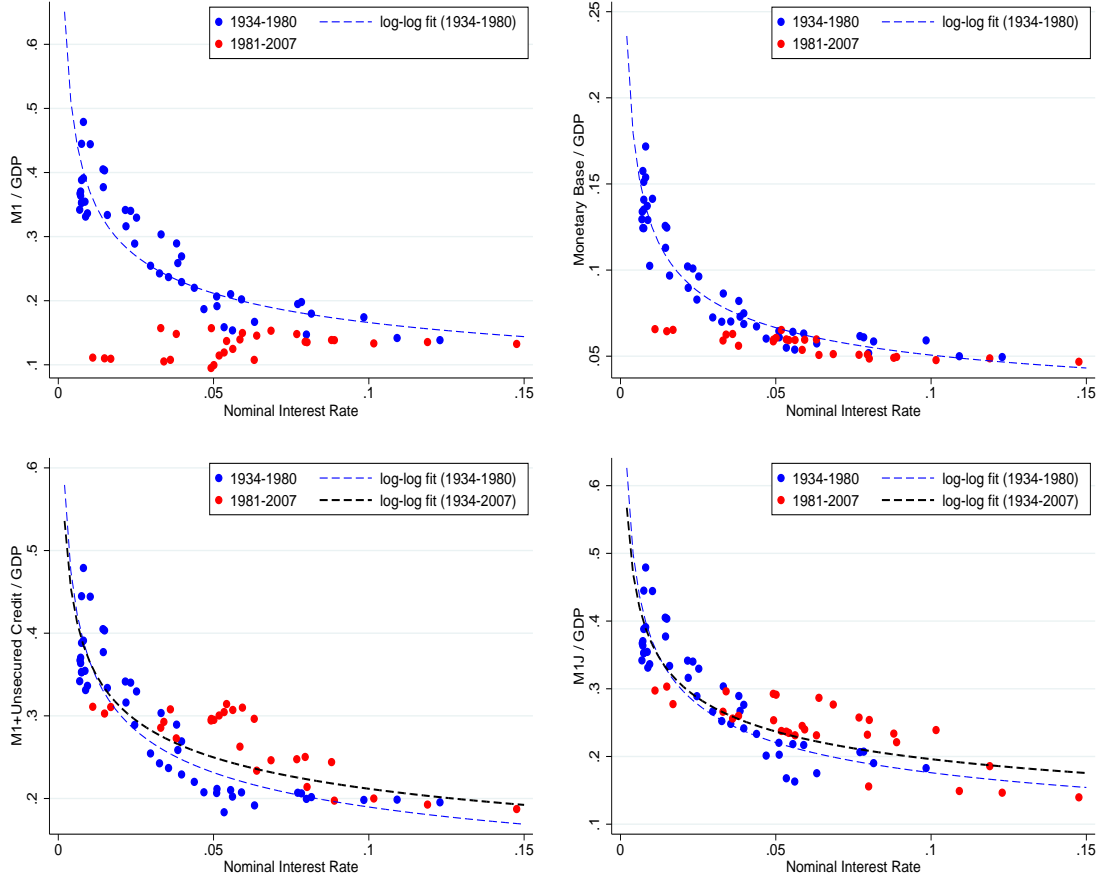 1934-1980 log-log fit (1934-1980)
1981-2007
M1 / GDP
.6
.5
.4
.3
.2
.1
0 .05 .1 .15
Nominal Interest Rate
1934-1980 log-log fit (1934-1980)
1981-2007
Monetary Base / GDP
.25
.2
.15
.1
.05
0 .05 .1 .15
Nominal Interest Rate
1934-1980 log-log fit (1934-1980)
1981-2007 log-log fit (1934-2007)
M1+Unsecured Credit / GDP
.6
.5
.4
.3
.2
0 .05 .1 .15
Nominal Interest Rate
1934-1980 log-log fit (1934-1980)
1981-2007 log-log fit (1934-2007)
M1J / GDP
.6
.5
.4
.3
.2
.1
0 .05 .1 .15
Nominal Interest Rate